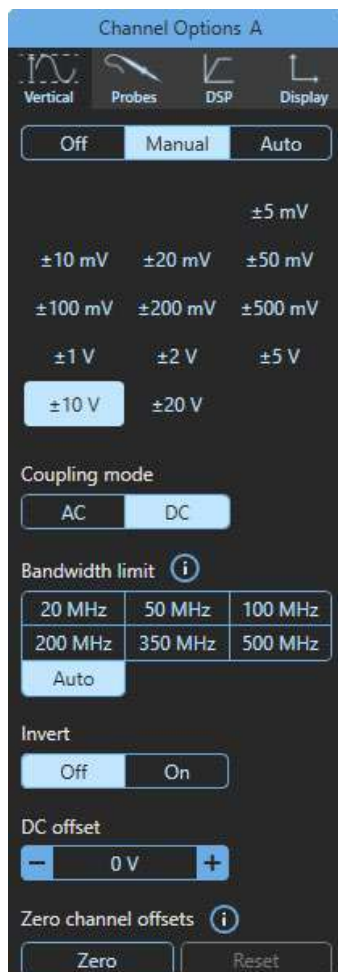 Channel Options A
Vertical Probes DSP Display
Off Manual Auto
±5 mV
±10 mV ±20 mV ±50 mV
±100 mV ±200 mV ±500 mV
±1 V ±2 V ±5 V
±10 V ±20 V
Coupling mode
AC DC
Bandwidth limit i
20 MHz 50 MHz 100 MHz
200 MHz 350 MHz 500 MHz
Auto
Invert
Off On
DC offset
− 0 V +
Zero channel offsets i
Zero Reset